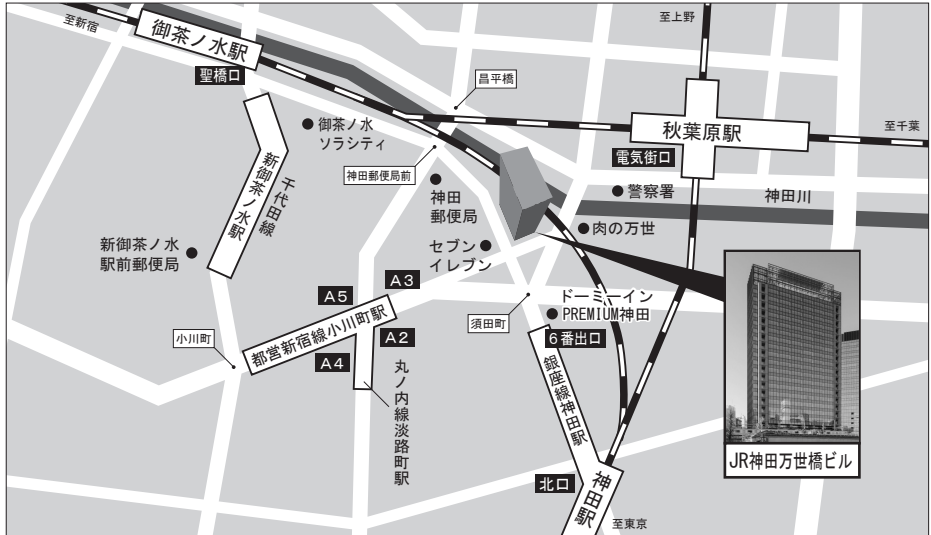 至新宿
御茶ノ水駅
聖橋口
至上野
昌平橋
御茶ノ水
ソラシティ
秋葉原駅
至千葉
電気街口
神田郵便局前
千代田線
新御茶ノ水駅
神田
郵便局
警察署
神田川
肉の万世
新御茶ノ水
駅前郵便局
セブン
イレブン
A3
A5
ドーミーイン
PREMIUM神田
須田町
小川町
都営新宿線小川町駅
A2
A4
6番出口
丸ノ内線淡路町駅
銀座線神田駅
JR神田万世橋ビル
北口
神田駅
至東京